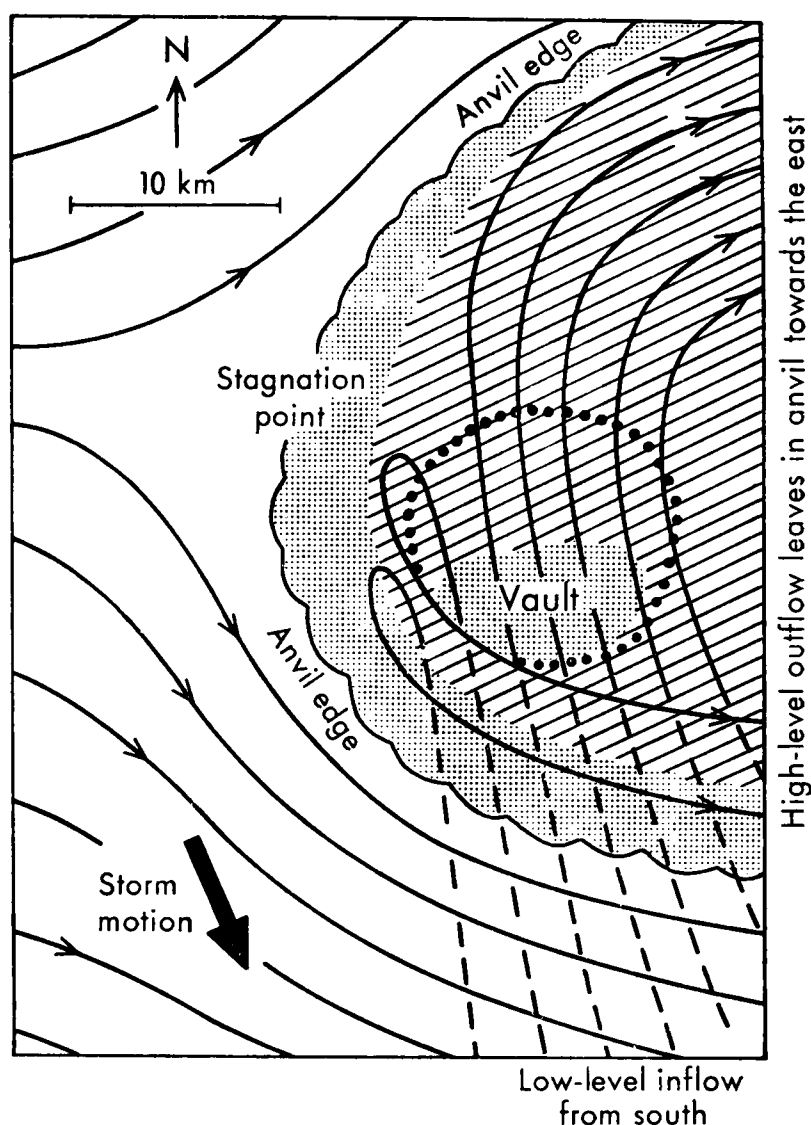 N
Anvil edge
10 km
Stagnation
point
Vault
Anvil edge
Storm
motion
High-level outflow leaves in anvil towards the east
Low-level inflow
from south